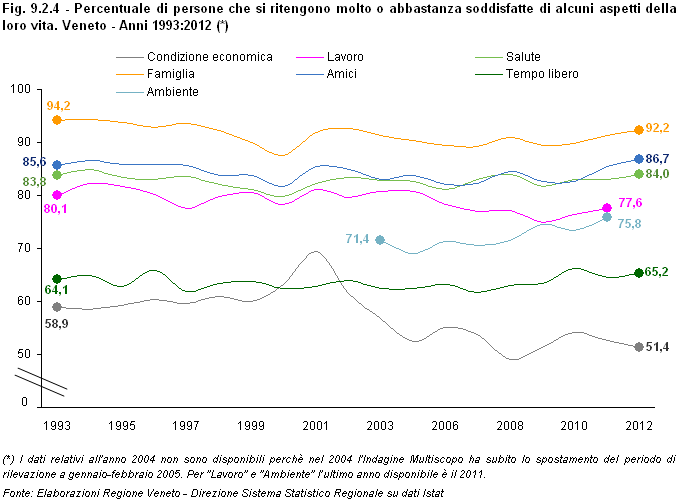 Fig. 9.2.4 - Percentuale di persone che si ritengono molto o abbastanza soddisfatte di alcuni aspetti della
loro vita. Veneto - Anni 1993:2012 (*)
Condizione economica Lavoro Salute
Famiglia Amici Tempo libero
Ambiente
100
94,2
92,2
90
85,6
86,7
83,8
84,0
80
80,1
77,6
75,8
71,4
70
64,1
65,2
60
58,9
51,4
50
0
1993 1995 1997 1999 2001 2003 2006 2008 2010 2012
(*) I dati relativi all'anno 2004 non sono disponibili perchè nel 2004 l'Indagine Multiscopo ha subito lo spostamento del periodo di
rilevazione a gennaio-febbraio 2005. Per "Lavoro" e "Ambiente" l'ultimo anno disponibile è il 2011.
Fonte: Elaborazioni Regione Veneto - Direzione Sistema Statistico Regionale su dati Istat